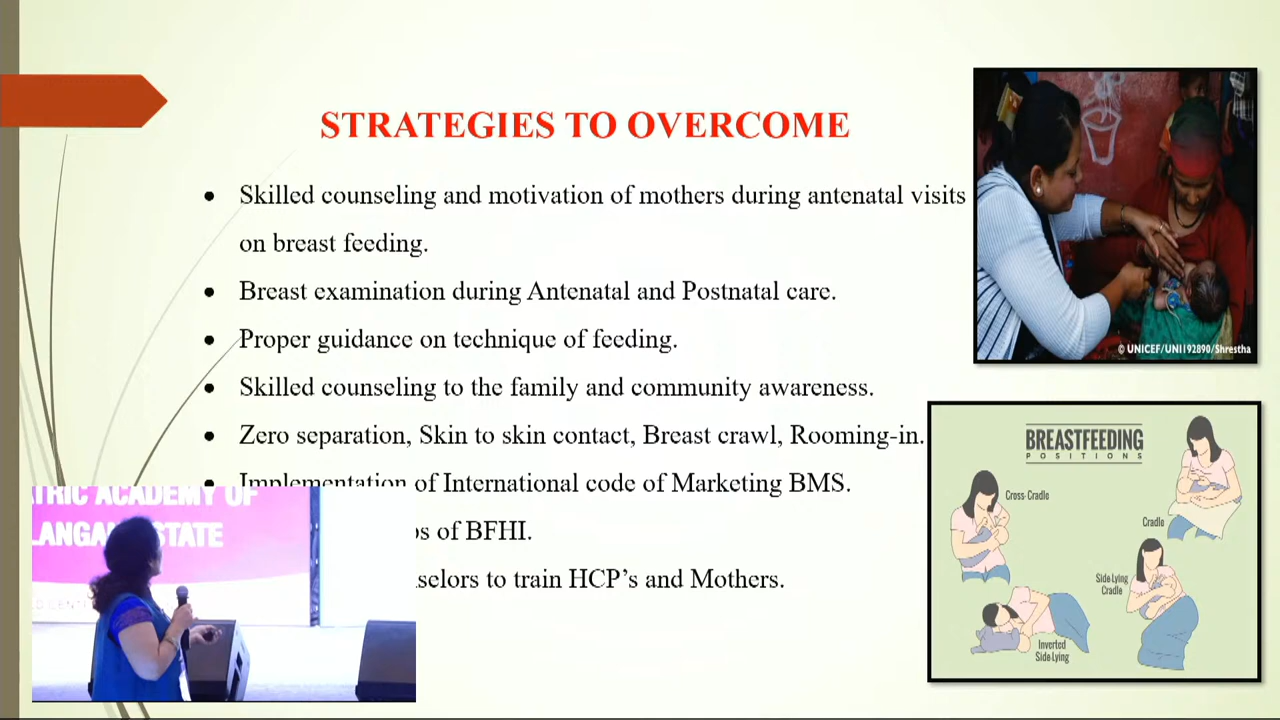 STRATEGIES TO OVERCOME
Skilled counseling and motivation of mothers during antenatal visits
on breast feeding.
Breast examination during Antenatal and Postnatal care.
Proper guidance on technique of feeding.
Skilled counseling to the family and community awareness.
Zero separation, Skin to skin contact, Breast crawl, Rooming-in.
Implementation of International code of Marketing BMS.
of BFHI.
to train HCP’s and Mothers.
© UNICEF/UNI192890/Shrestha
BREASTFEEDING
POSITIONS
Cross-Cradle
Cradle
Side Lying
Cradle
Inverted
Side Lying
ACADEMY OF
STATE